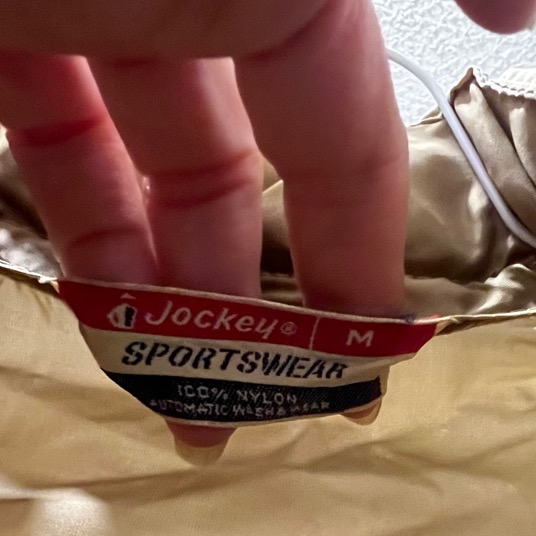 Jockey® M
SPORTSWEAR
100% NYLON
AUTOMATIC WASH & WEAR